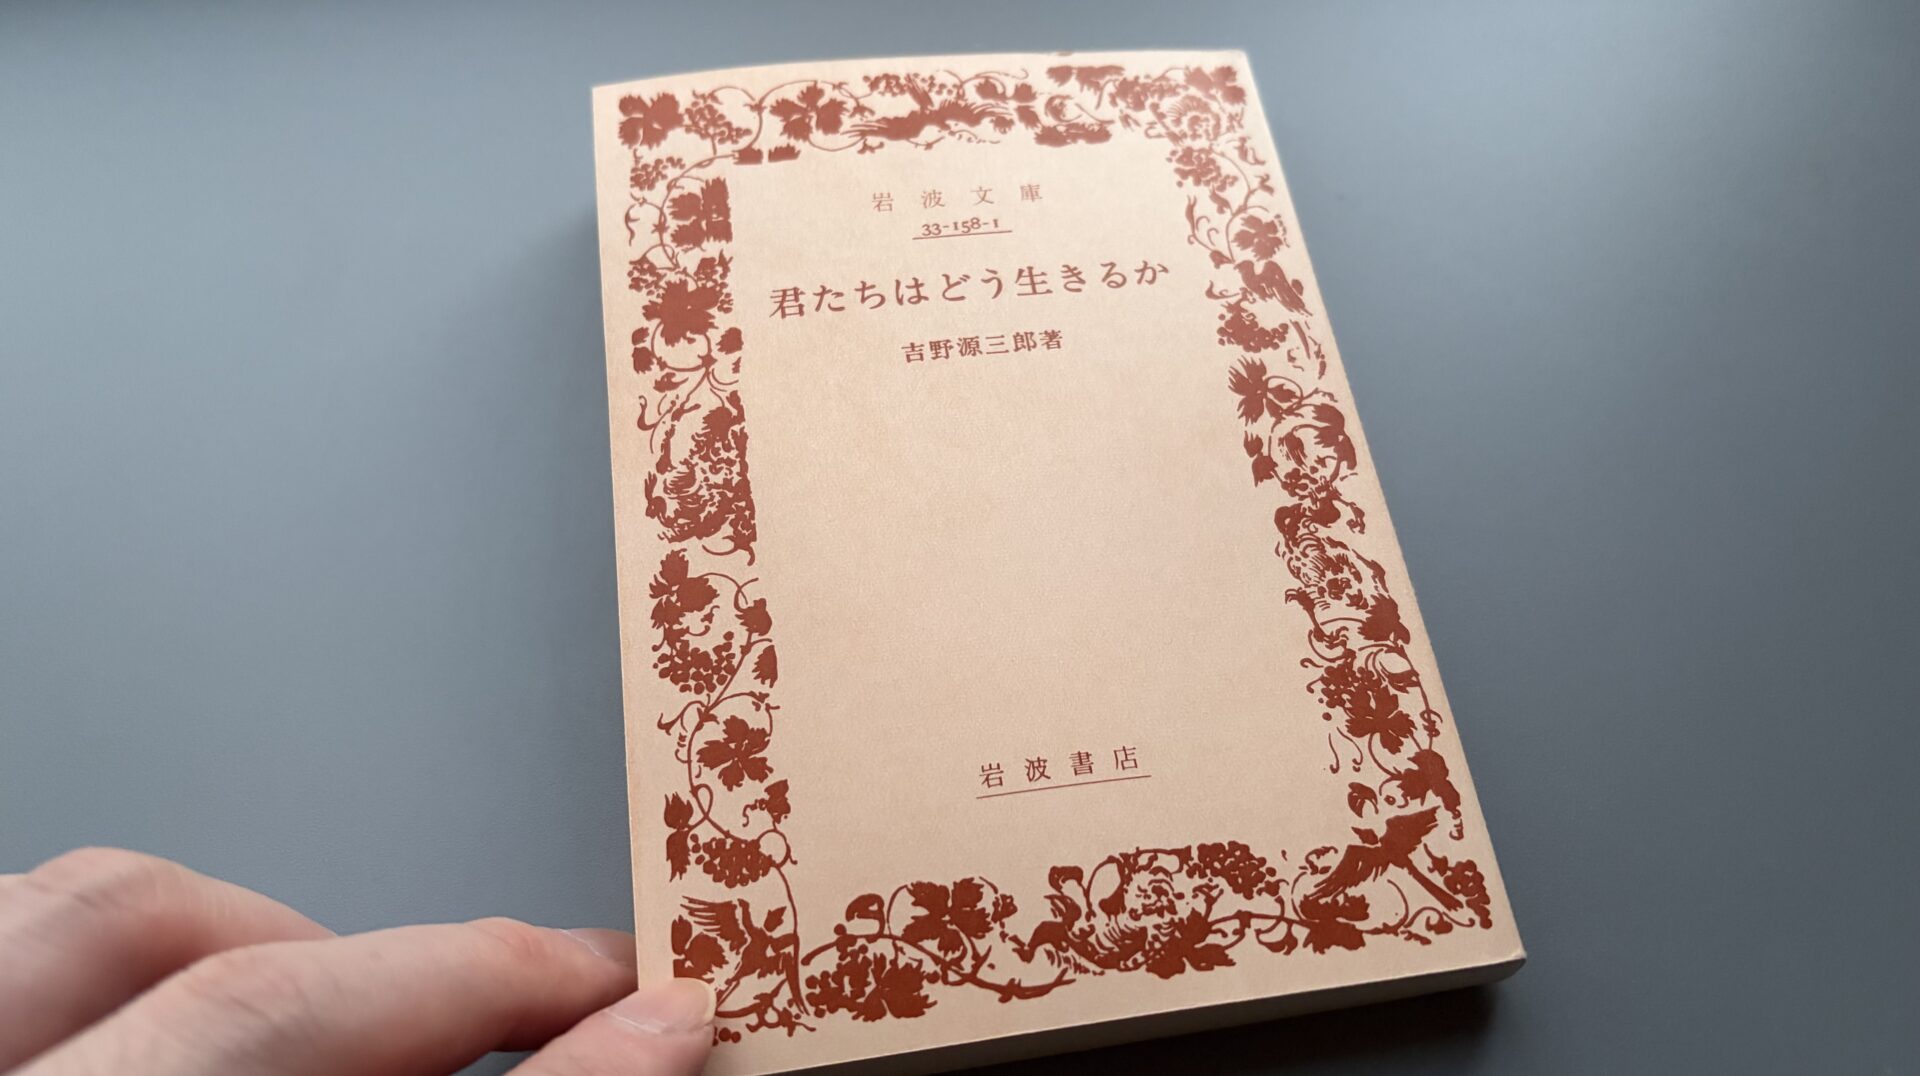 岩波文庫
33-158-1
君たちはどう生きるか
吉野源三郎著
岩波書店